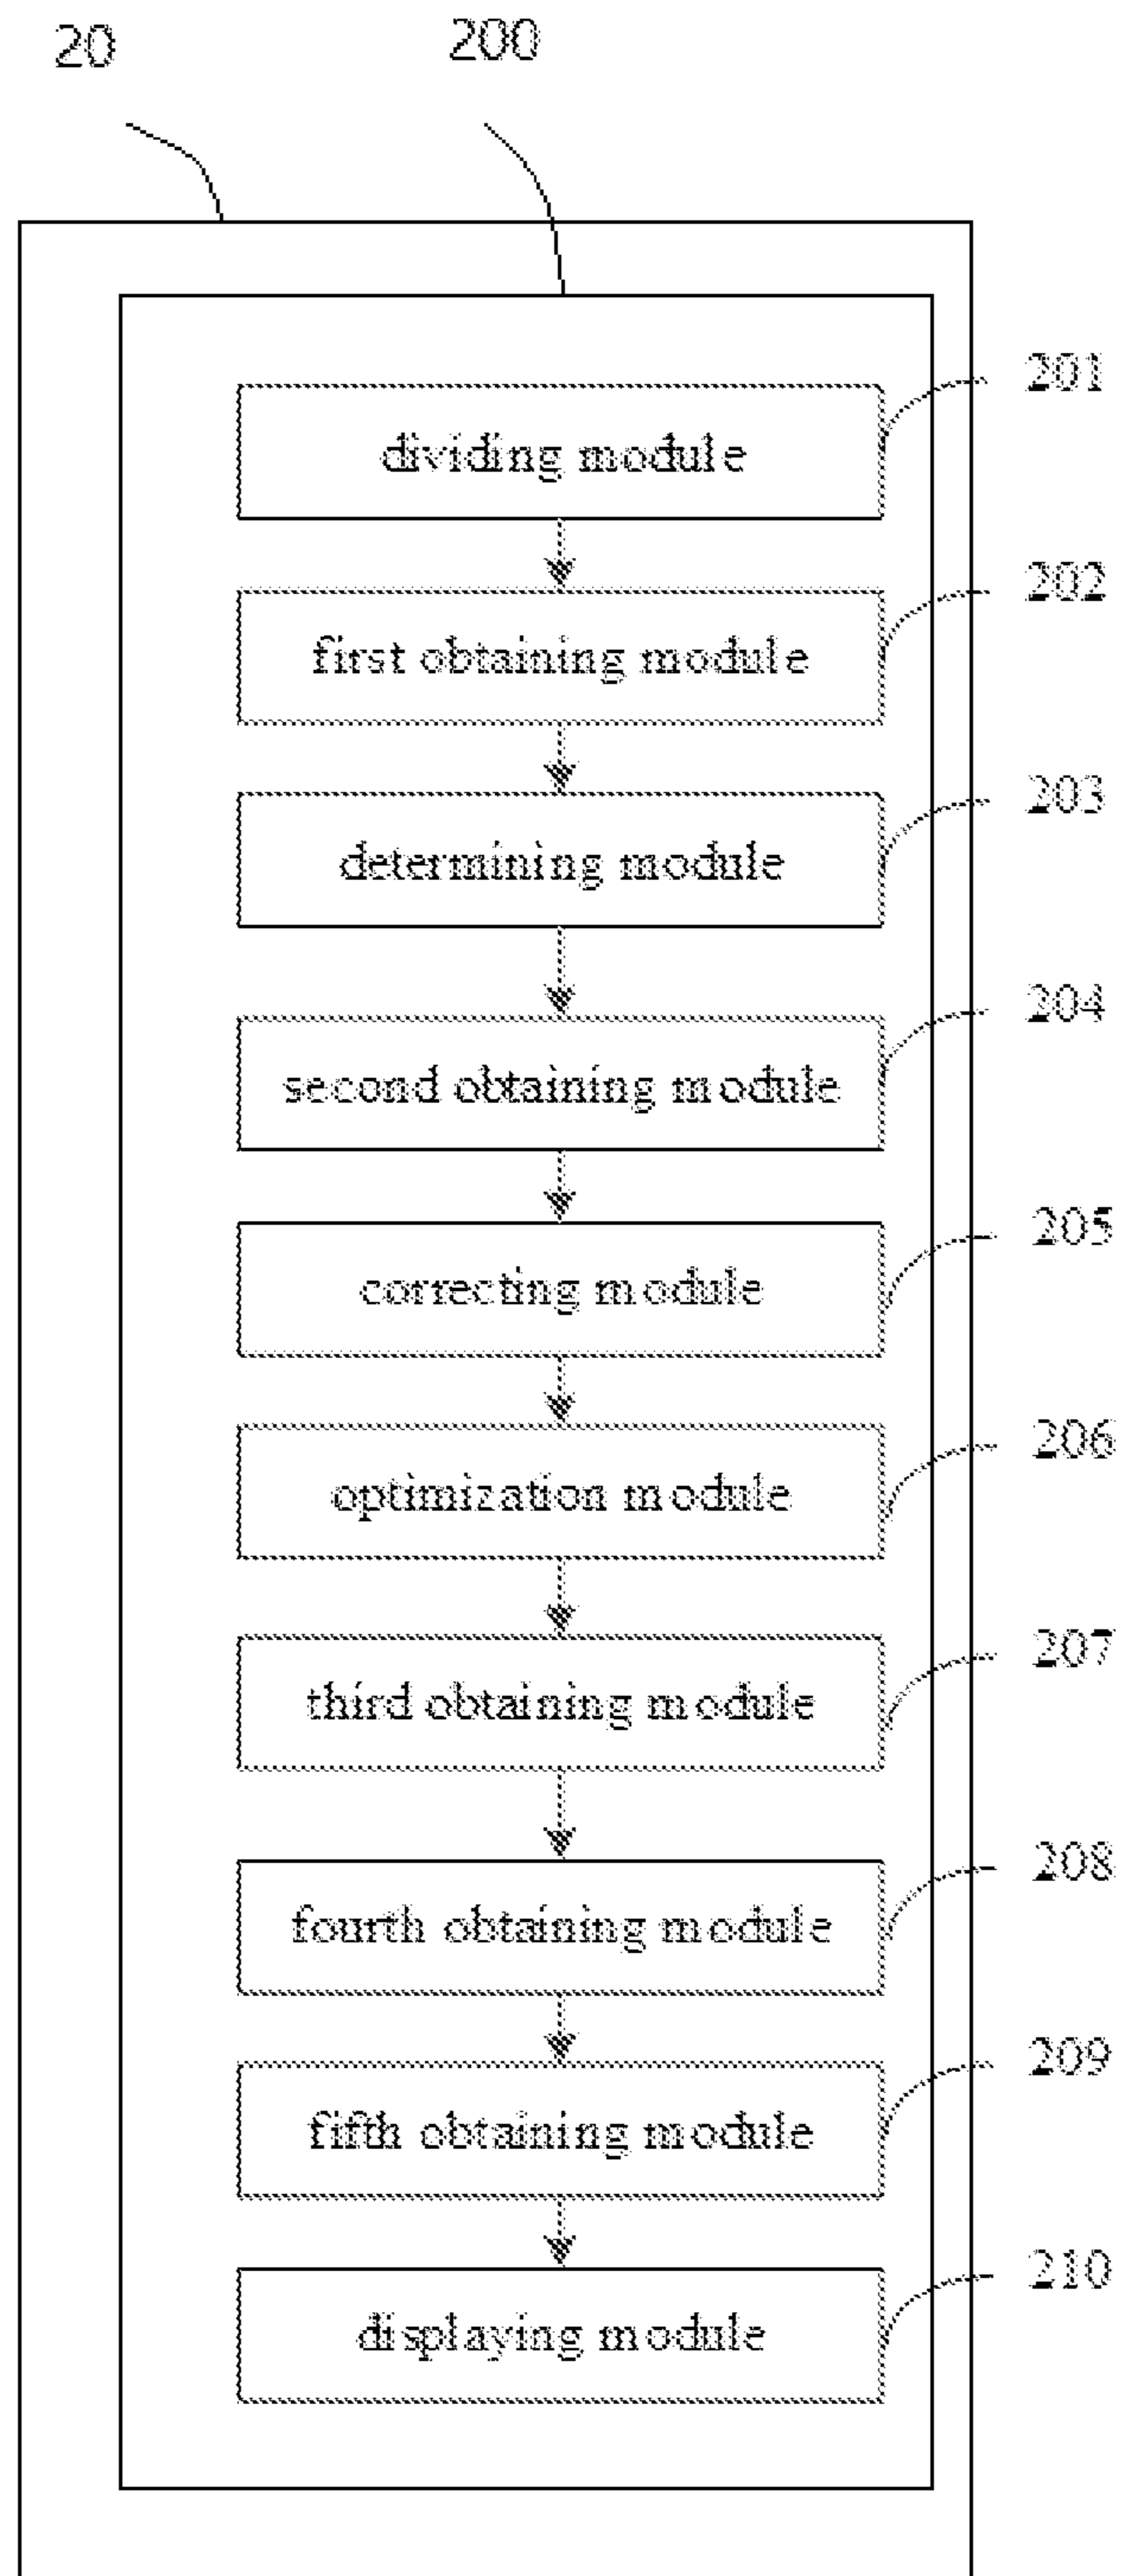 20 200
201
dividing module
202
first obtaining module
203
determining module
204
second obtaining module
205
correcting module
206
optimization module
207
third obtaining module
208
fourth obtaining module
209
fifth obtaining module
210
displaying module